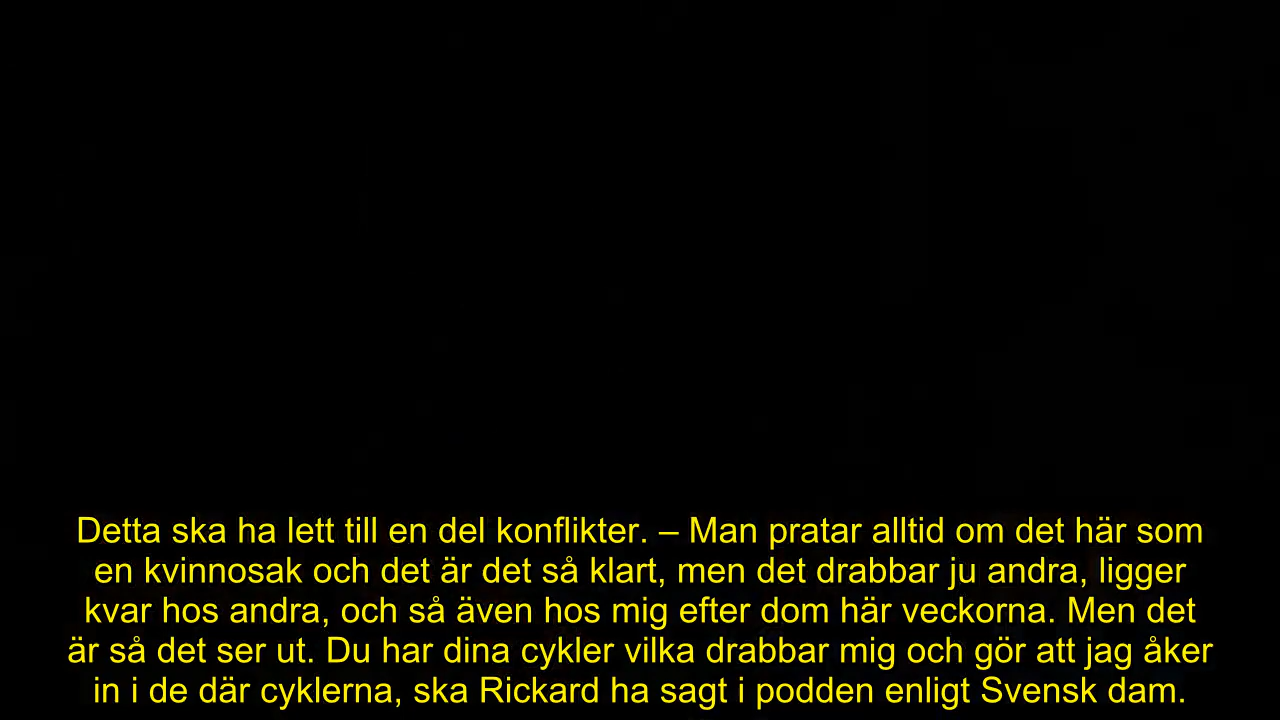 Detta ska ha lett till en del konflikter. – Man pratar alltid om det här som
en kvinnosak och det är det så klart, men det drabbar ju andra, ligger
kvar hos andra, och så även hos mig efter dom här veckorna. Men det
är så det ser ut. Du har dina cykler vilka drabbar mig och gör att jag åker
in i de där cyklerna, ska Rickard ha sagt i podden enligt Svensk dam.